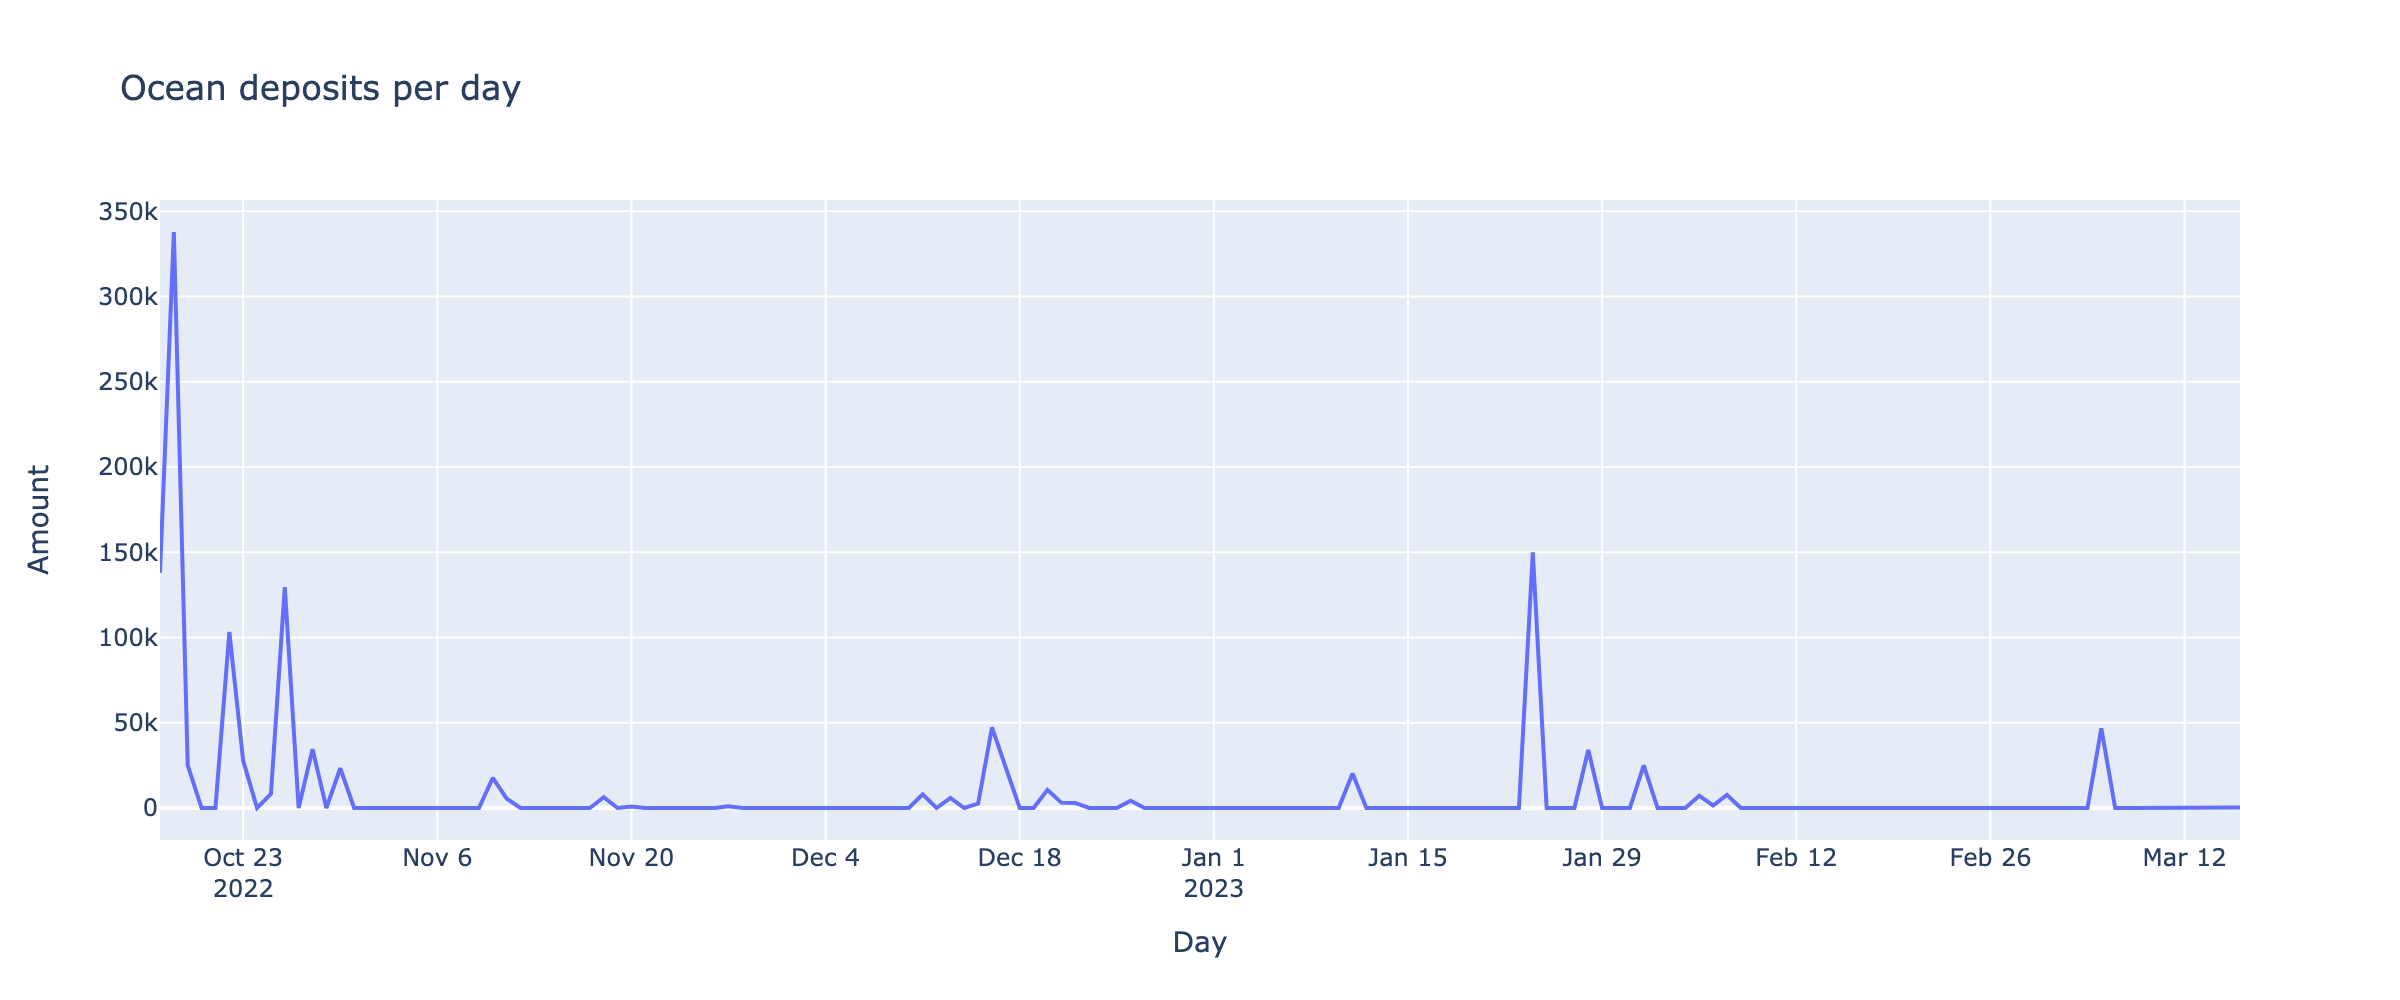 Ocean deposits per day
350k
300k
250k
200k
150k
100k
50k
0
Amount
Oct 23
2022
Nov 6
Nov 20
Dec 4
Dec 18
Jan 1
2023
Jan 15
Jan 29
Feb 12
Feb 26
Mar 12
Day